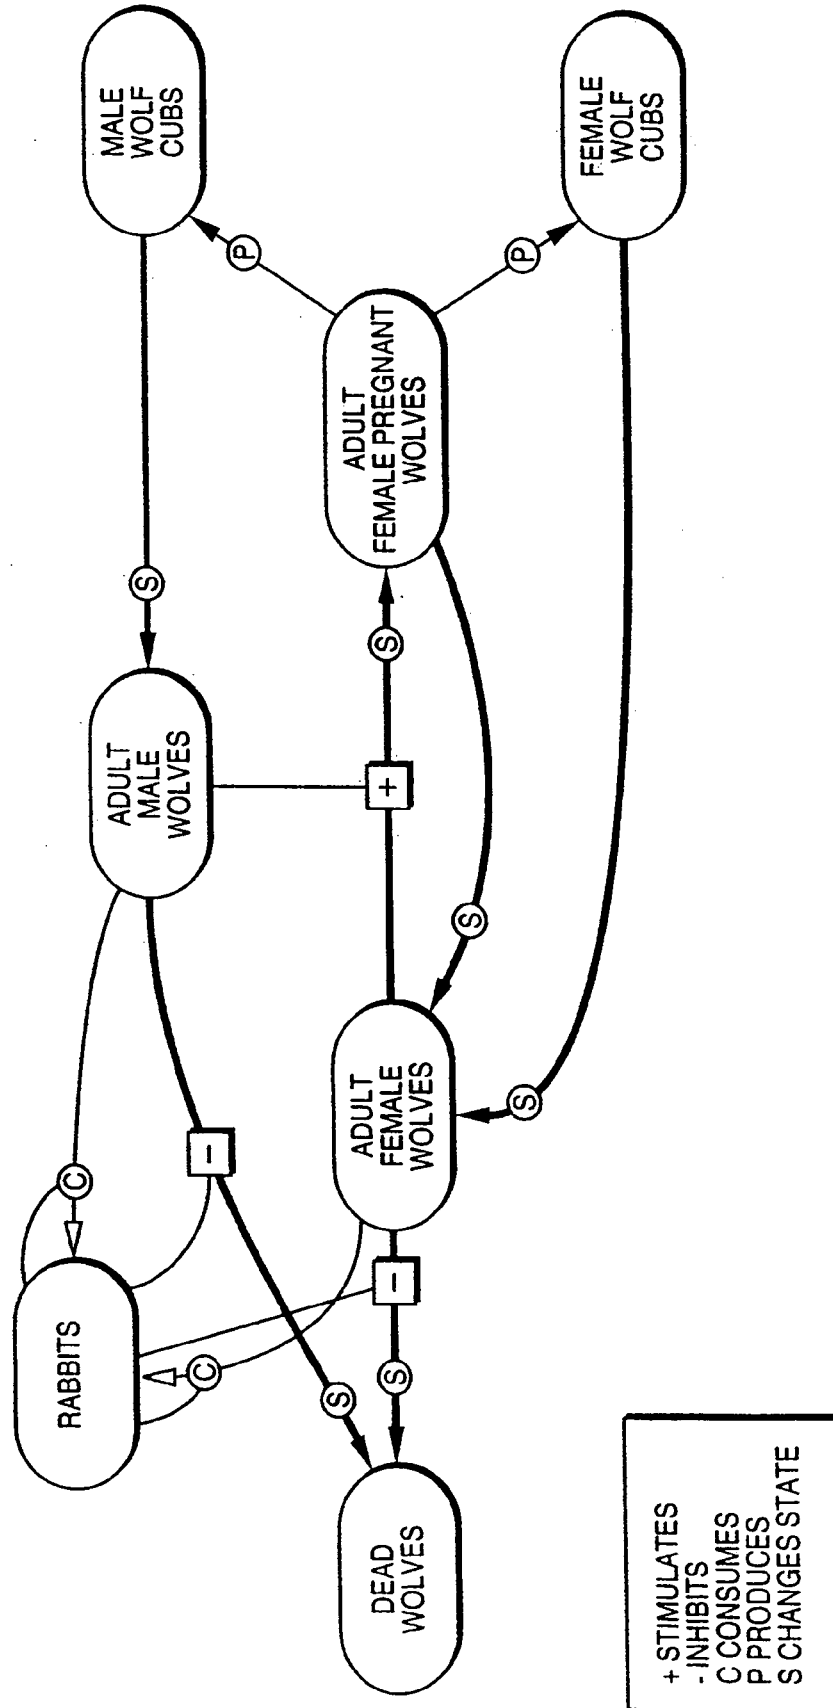 RABBITS
C
C
-
-
S
S
DEAD
WOLVES
ADULT
MALE
WOLVES
ADULT
FEMALE
WOLVES
+
S
S
S
S
ADULT
FEMALE PREGNANT
WOLVES
P
P
MALE
WOLF
CUBS
FEMALE
WOLF
CUBS
+ STIMULATES
- INHIBITS
C CONSUMES
P PRODUCES
S CHANGES STATE